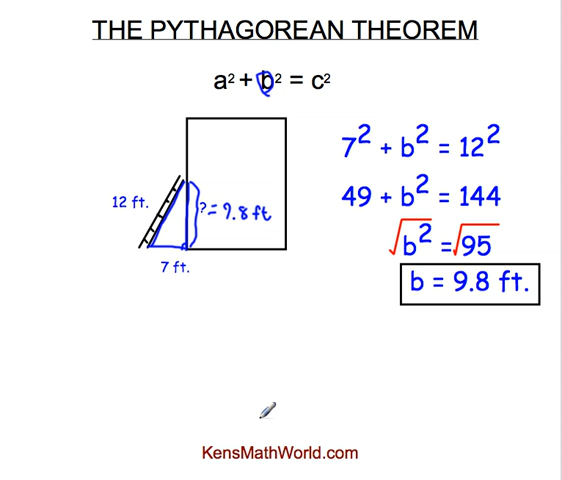 THE PYTHAGOREAN THEOREM
a² + b² = c²
7² + b² = 12²
49 + b² = 144
√b² = √95
b = 9.8 ft.
12 ft.
? = 9.8 ft
7 ft.
KensMathWorld.com